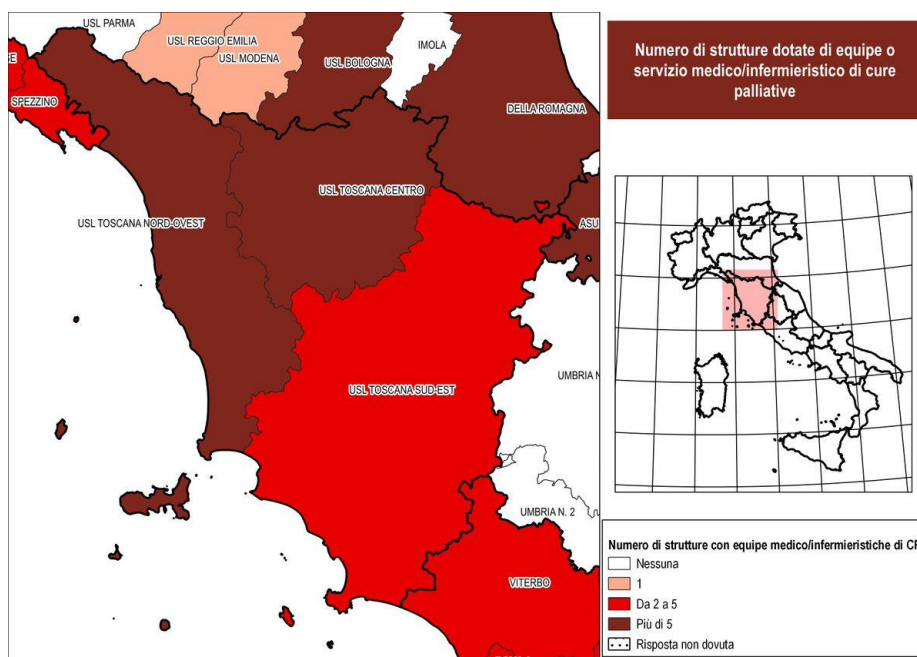 USL PARMA
USL REGGIO EMILIA
USL MODENA
IMOLA
USL BOLOGNA
BE
SPEZZINO
DELLA ROMAGNA
USL TOSCANA CENTRO
USL TOSCANA NORD-OVEST
ASU
UMBRIA N
USL TOSCANA SUD-EST
UMBRIA N. 2
VITERBO
Numero di strutture dotate di equipe o
servizio medico/infermieristico di cure
palliative
Numero di strutture con equipe medico/infermieristiche di CP
Nessuna
1
Da 2 a 5
Più di 5
Risposta non dovuta